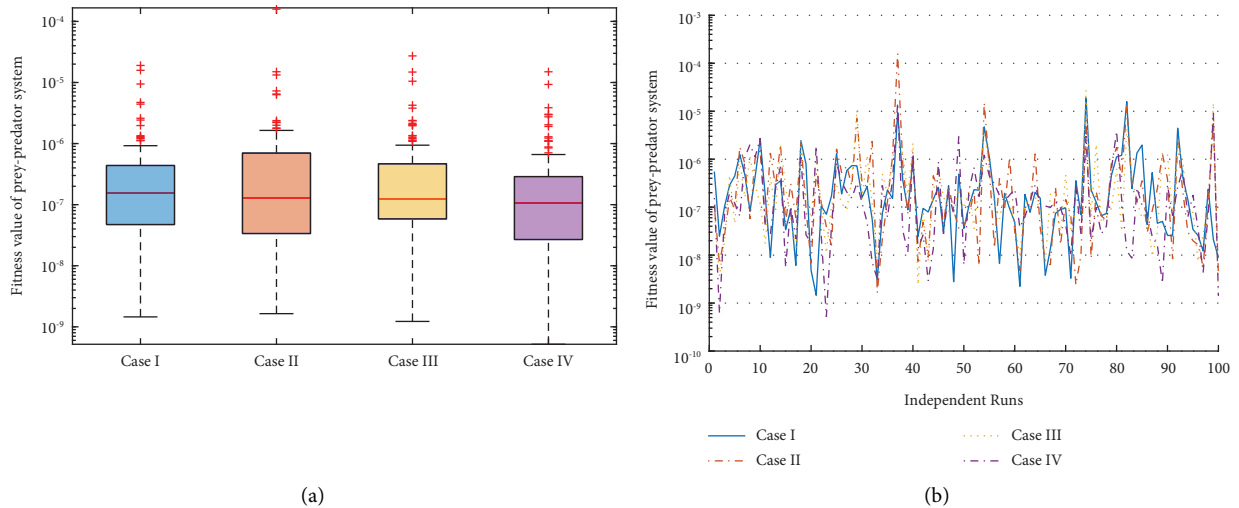 Fitness value of prey-predator system
10-4
10-5
10-6
10-7
10-8
10-9
Case I
Case II
Case III
Case IV
(a)
Fitness value of prey-predator system
10-3
10-4
10-5
10-6
10-7
10-8
10-9
10-10
0 10 20 30 40 50 60 70 80 90 100
Independent Runs
Case I
Case II
Case III
Case IV
(b)